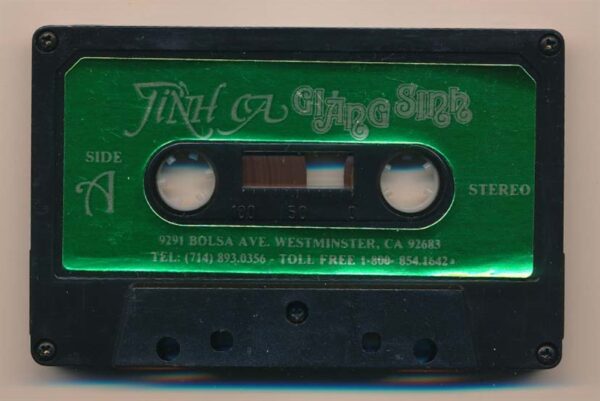 TÌNH CA GIÁNG SINH
SIDE
A
STEREO
100 50 0
9291 BOLSA AVE. WESTMINSTER, CA 92683
TEL: (714) 893.0356 - TOLL FREE 1-800- 854.1642